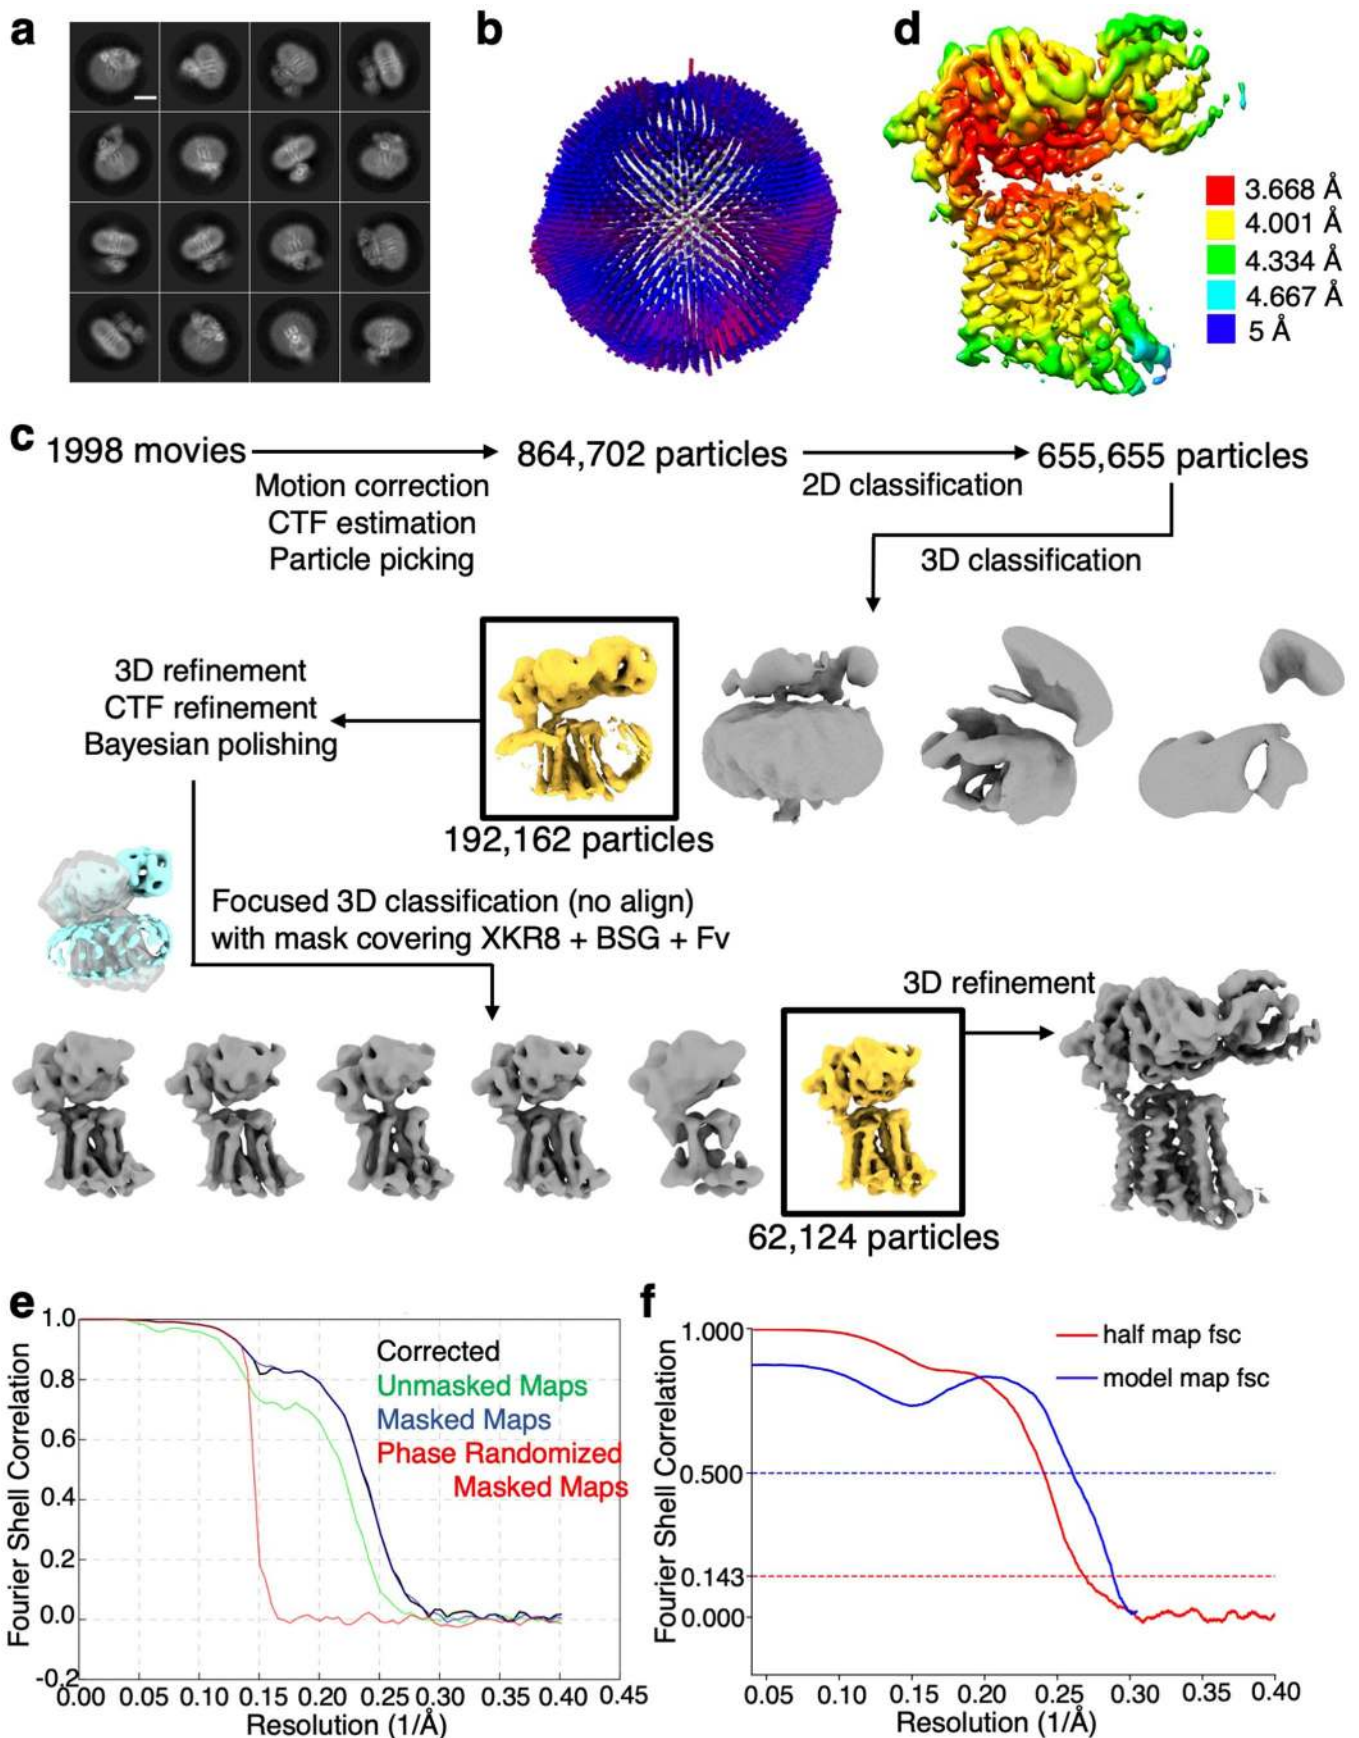 a
b
d
3.668 Å
4.001 Å
4.334 Å
4.667 Å
5 Å
c
1998 movies
864,702 particles
655,655 particles
Motion correction
CTF estimation
Particle picking
2D classification
3D classification
3D refinement
CTF refinement
Bayesian polishing
192,162 particles
Focused 3D classification (no align)
with mask covering XKR8 + BSG + Fv
3D refinement
62,124 particles
e
Fourier Shell Correlation
1.0
0.8
0.6
0.4
0.2
0.0
-0.2
Corrected
Unmasked Maps
Masked Maps
Phase Randomized
Masked Maps
0.00 0.05 0.10 0.15 0.20 0.25 0.30 0.35 0.40 0.45
Resolution (1/Å)
f
Fourier Shell Correlation
1.000
0.500
0.143
0.000
half map fsc
model map fsc
0.05 0.10 0.15 0.20 0.25 0.30 0.35 0.40
Resolution (1/Å)